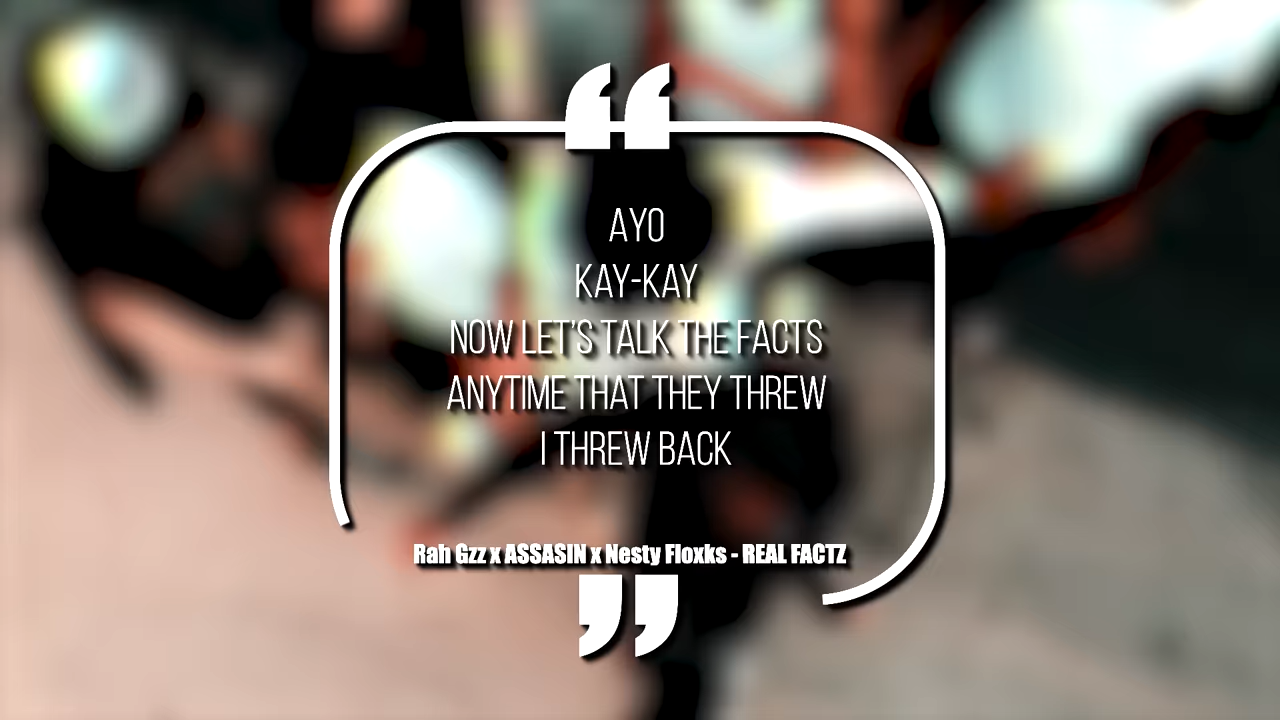 AYO
KAY-KAY
NOW LET'S TALK THE FACTS
ANYTIME THAT THEY THREW
I THREW BACK
Rah Gzz x ASSASIN x Nesty Floxks - REAL FACTZ